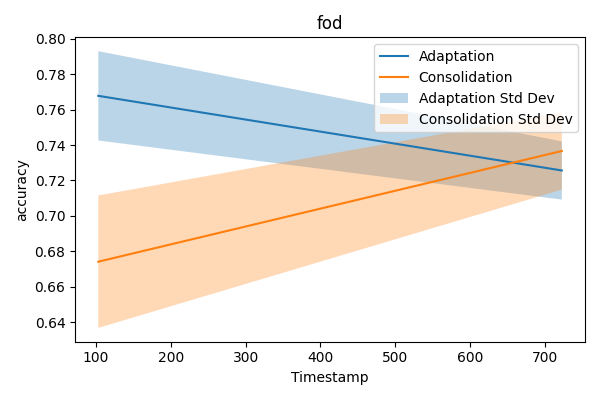 fod
accuracy
0.80
0.78
0.76
0.74
0.72
0.70
0.68
0.66
0.64
Adaptation
Consolidation
Adaptation Std Dev
Consolidation Std Dev
100 200 300 400 500 600 700
Timestamp